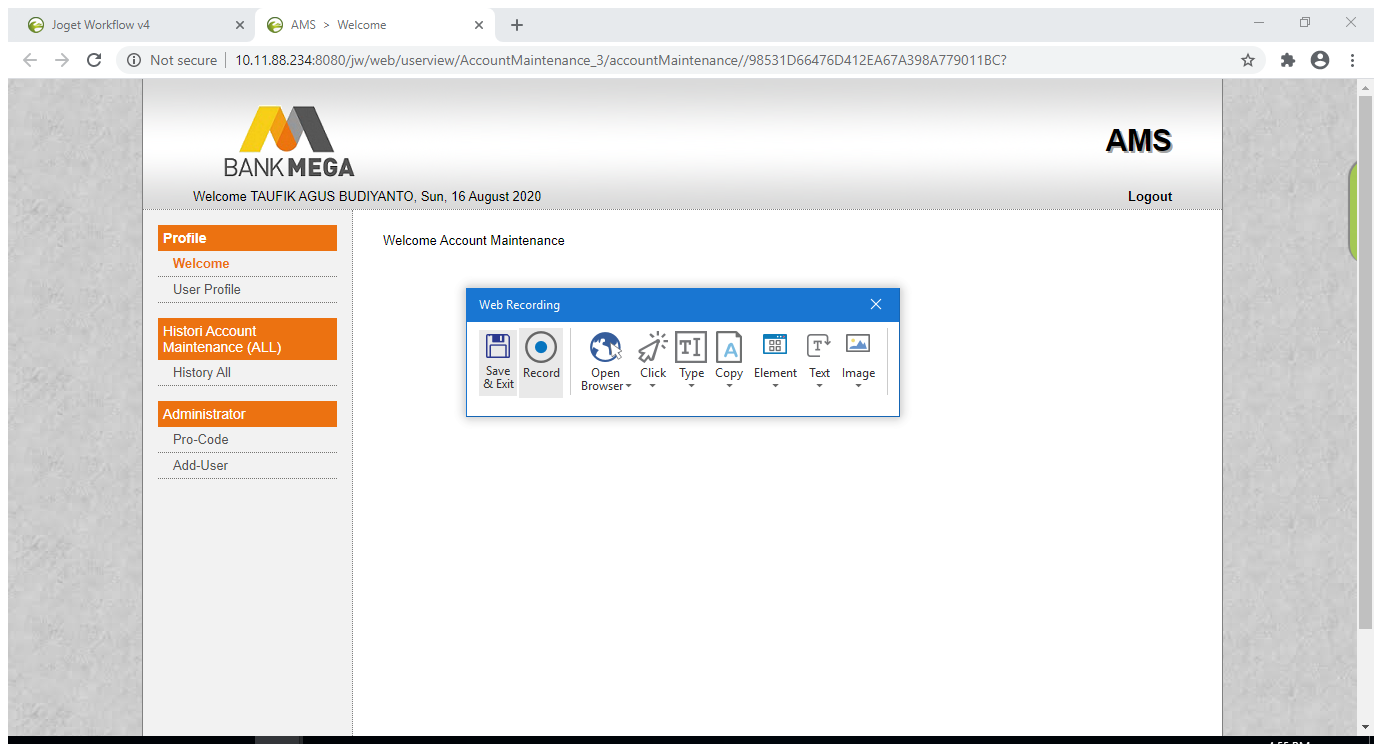 Joget Workflow v4
AMS > Welcome
Not secure
10.11.88.234:8080/jw/web/userview/AccountMaintenance_3/accountMaintenance//98531D66476D412EA67A398A779011BC?
BANK MEGA
AMS
Welcome TAUFIK AGUS BUDIYANTO, Sun, 16 August 2020
Logout
Profile
Welcome
User Profile
Histori Account
Maintenance (ALL)
History All
Administrator
Pro-Code
Add-User
Welcome Account Maintenance
Web Recording
Save
& Exit
Record
Open
Browser
Click
Type
Copy
Element
Text
Image